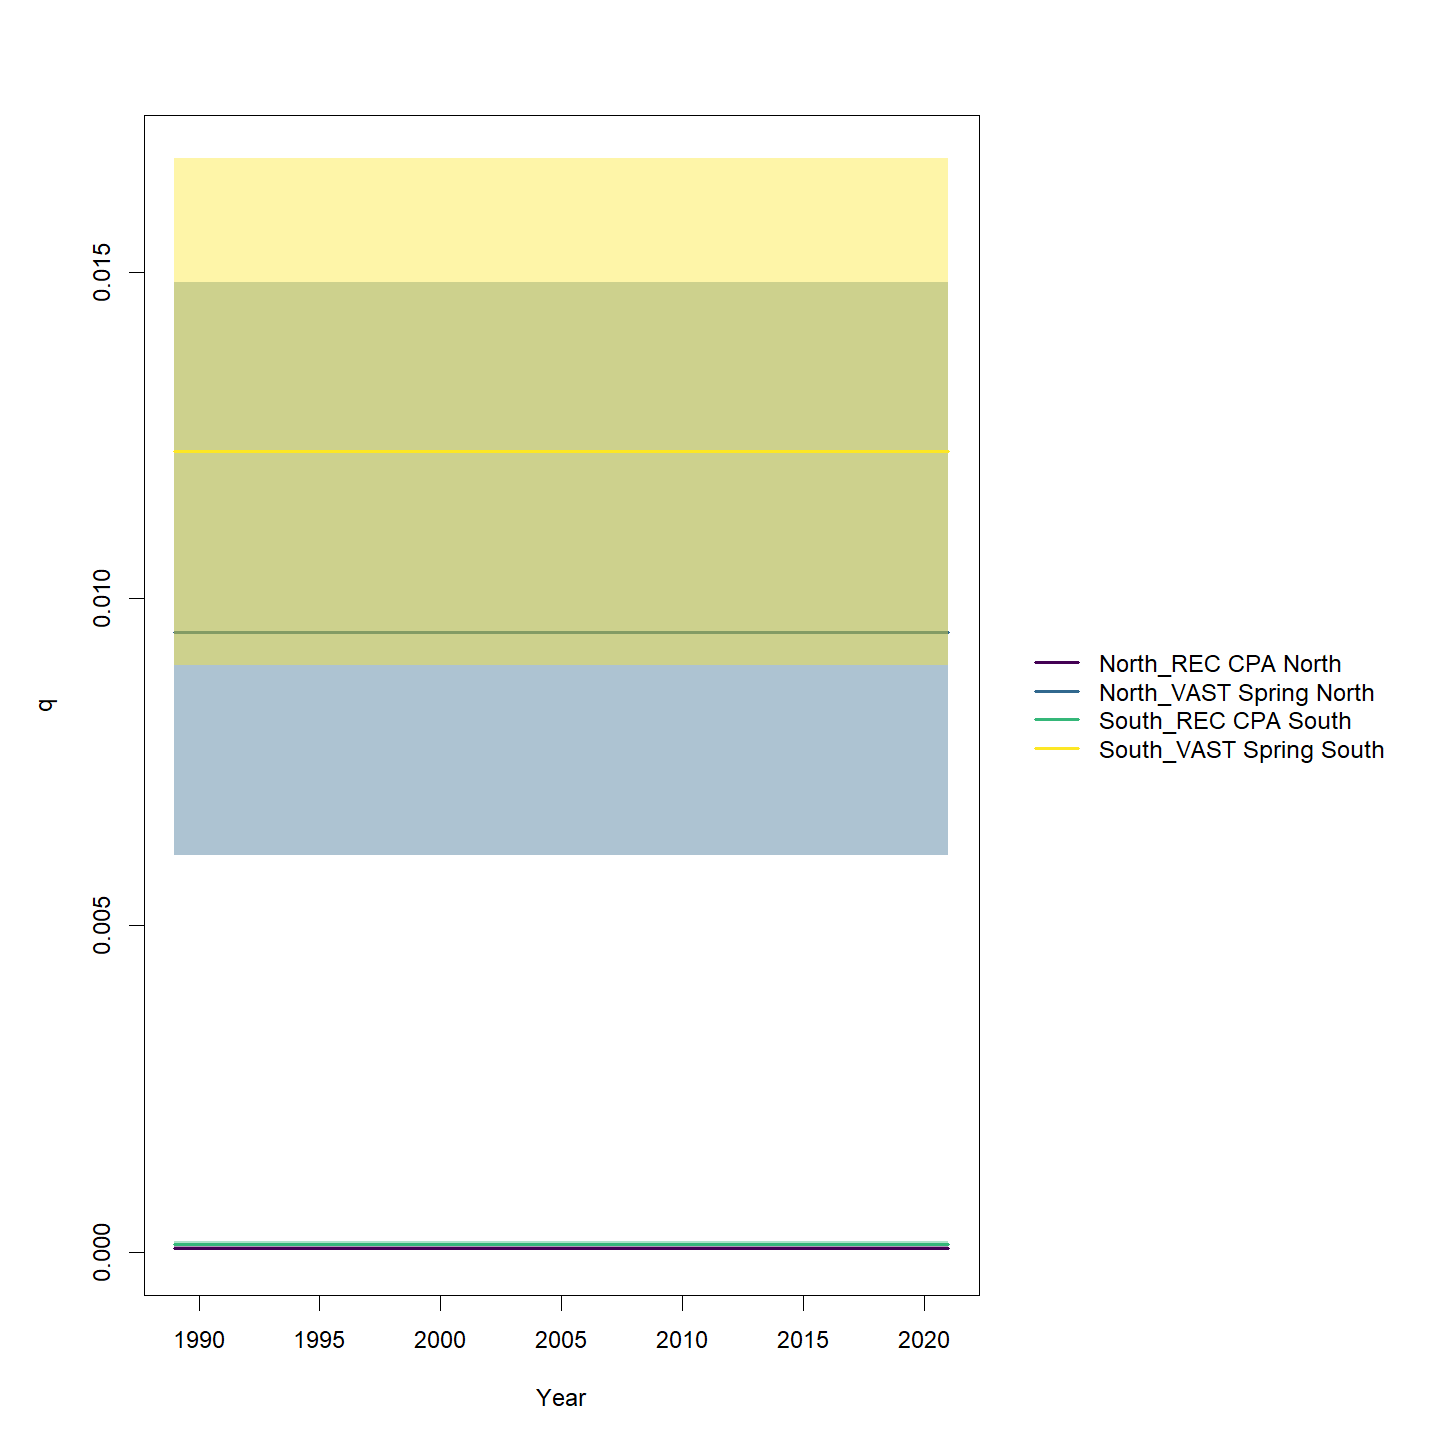 0.015
0.010
0.005
0.000
q
1990 1995 2000 2005 2010 2015 2020
Year
North_REC CPA North
North_VAST Spring North
South_REC CPA South
South_VAST Spring South